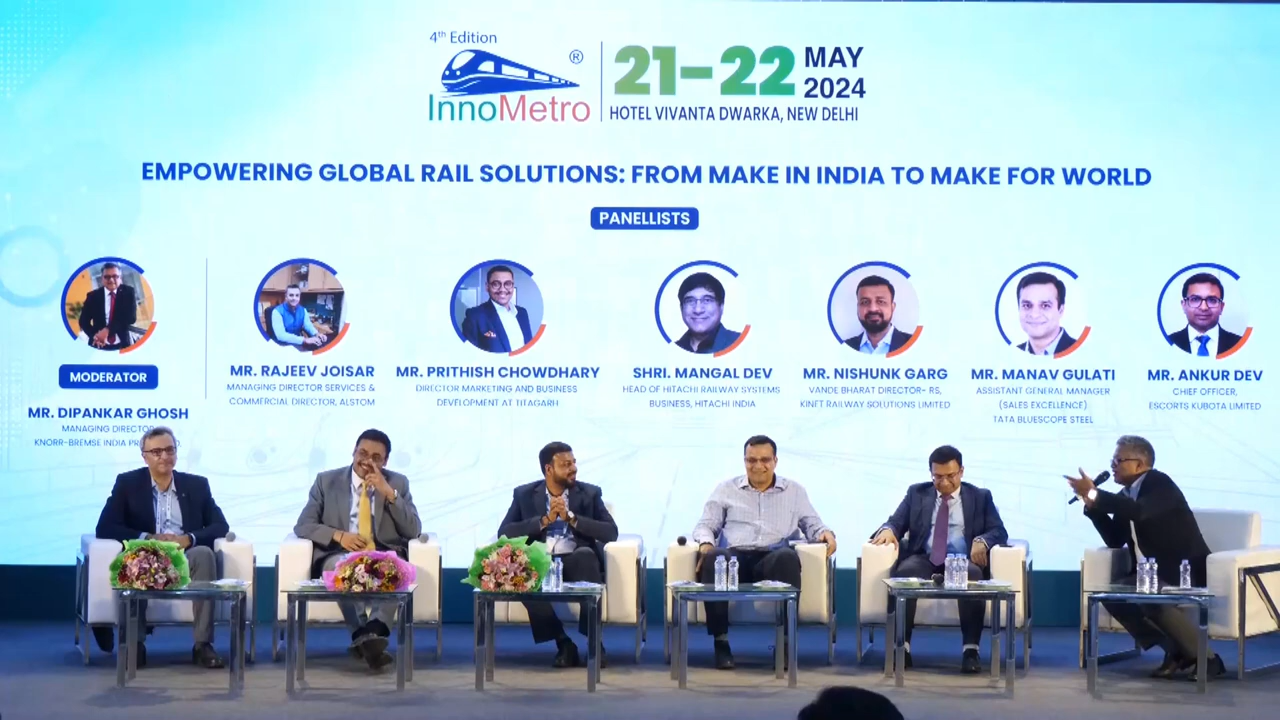 4th Edition
InnoMetro
®
21-22 MAY
2024
HOTEL VIVANTA DWARKA, NEW DELHI
EMPOWERING GLOBAL RAIL SOLUTIONS: FROM MAKE IN INDIA TO MAKE FOR WORLD
PANELLISTS
MODERATOR
MR. DIPANKAR GHOSH
MANAGING DIRECTOR
KNORR-BREMSE INDIA
MR. RAJEEV JOISAR
MANAGING DIRECTOR SERVICES &
COMMERCIAL DIRECTOR, ALSTOM
MR. PRITHISH CHOWDHARY
DIRECTOR MARKETING AND BUSINESS
DEVELOPMENT AT TITAGARH
SHRI. MANGAL DEV
HEAD OF HITACHI RAILWAY SYSTEMS
BUSINESS, HITACHI INDIA
MR. NISHUNK GARG
VANDE BHARAT DIRECTOR- RS,
KINET RAILWAY SOLUTIONS LIMITED
MR. MANAV GULATI
ASSISTANT GENERAL MANAGER
(SALES EXCELLENCE)
TATA BLUESCOPE STEEL
MR. ANKUR DEV
CHIEF OFFICER,
ESCORTS KUBOTA LIMITED